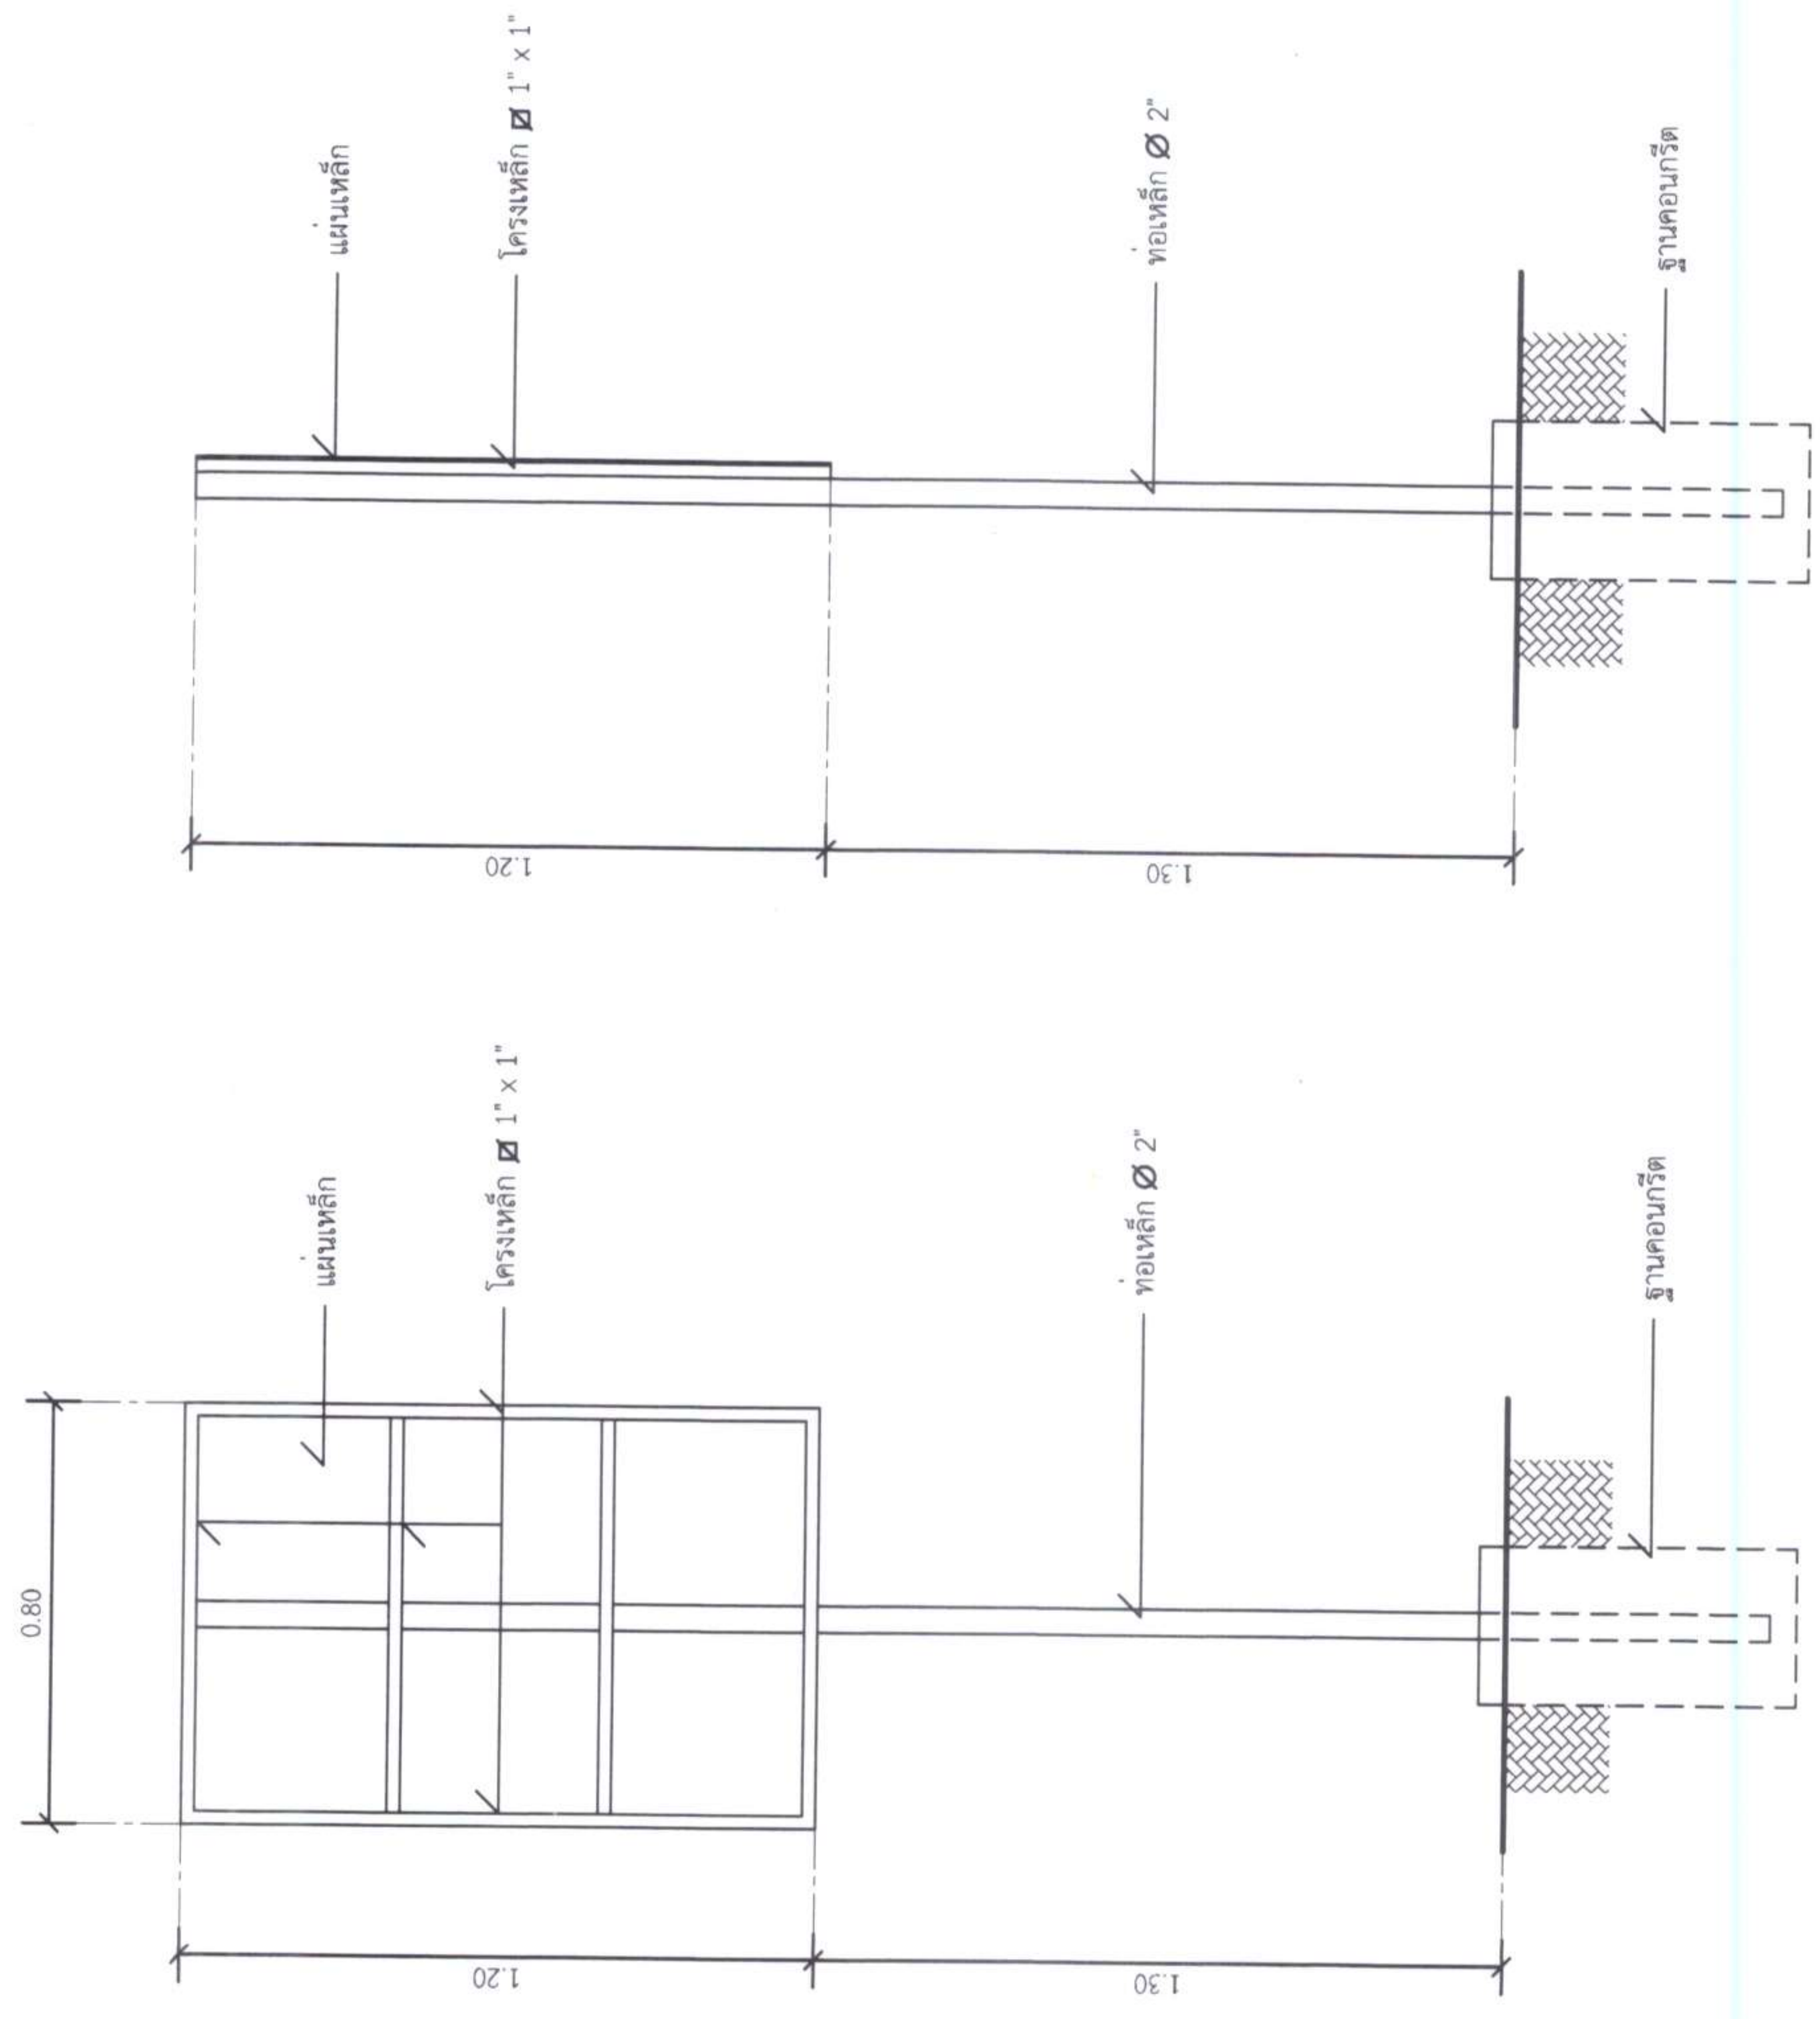 0.80
แผ่นเหล็ก
โครงเหล็ก 1" x 1"
ท่อเหล็ก Ø 2"
ฐานคอนกรีต
1.20
1.30
แผ่นเหล็ก
โครงเหล็ก 1" x 1"
ท่อเหล็ก Ø 2"
ฐานคอนกรีต
1.20
1.30